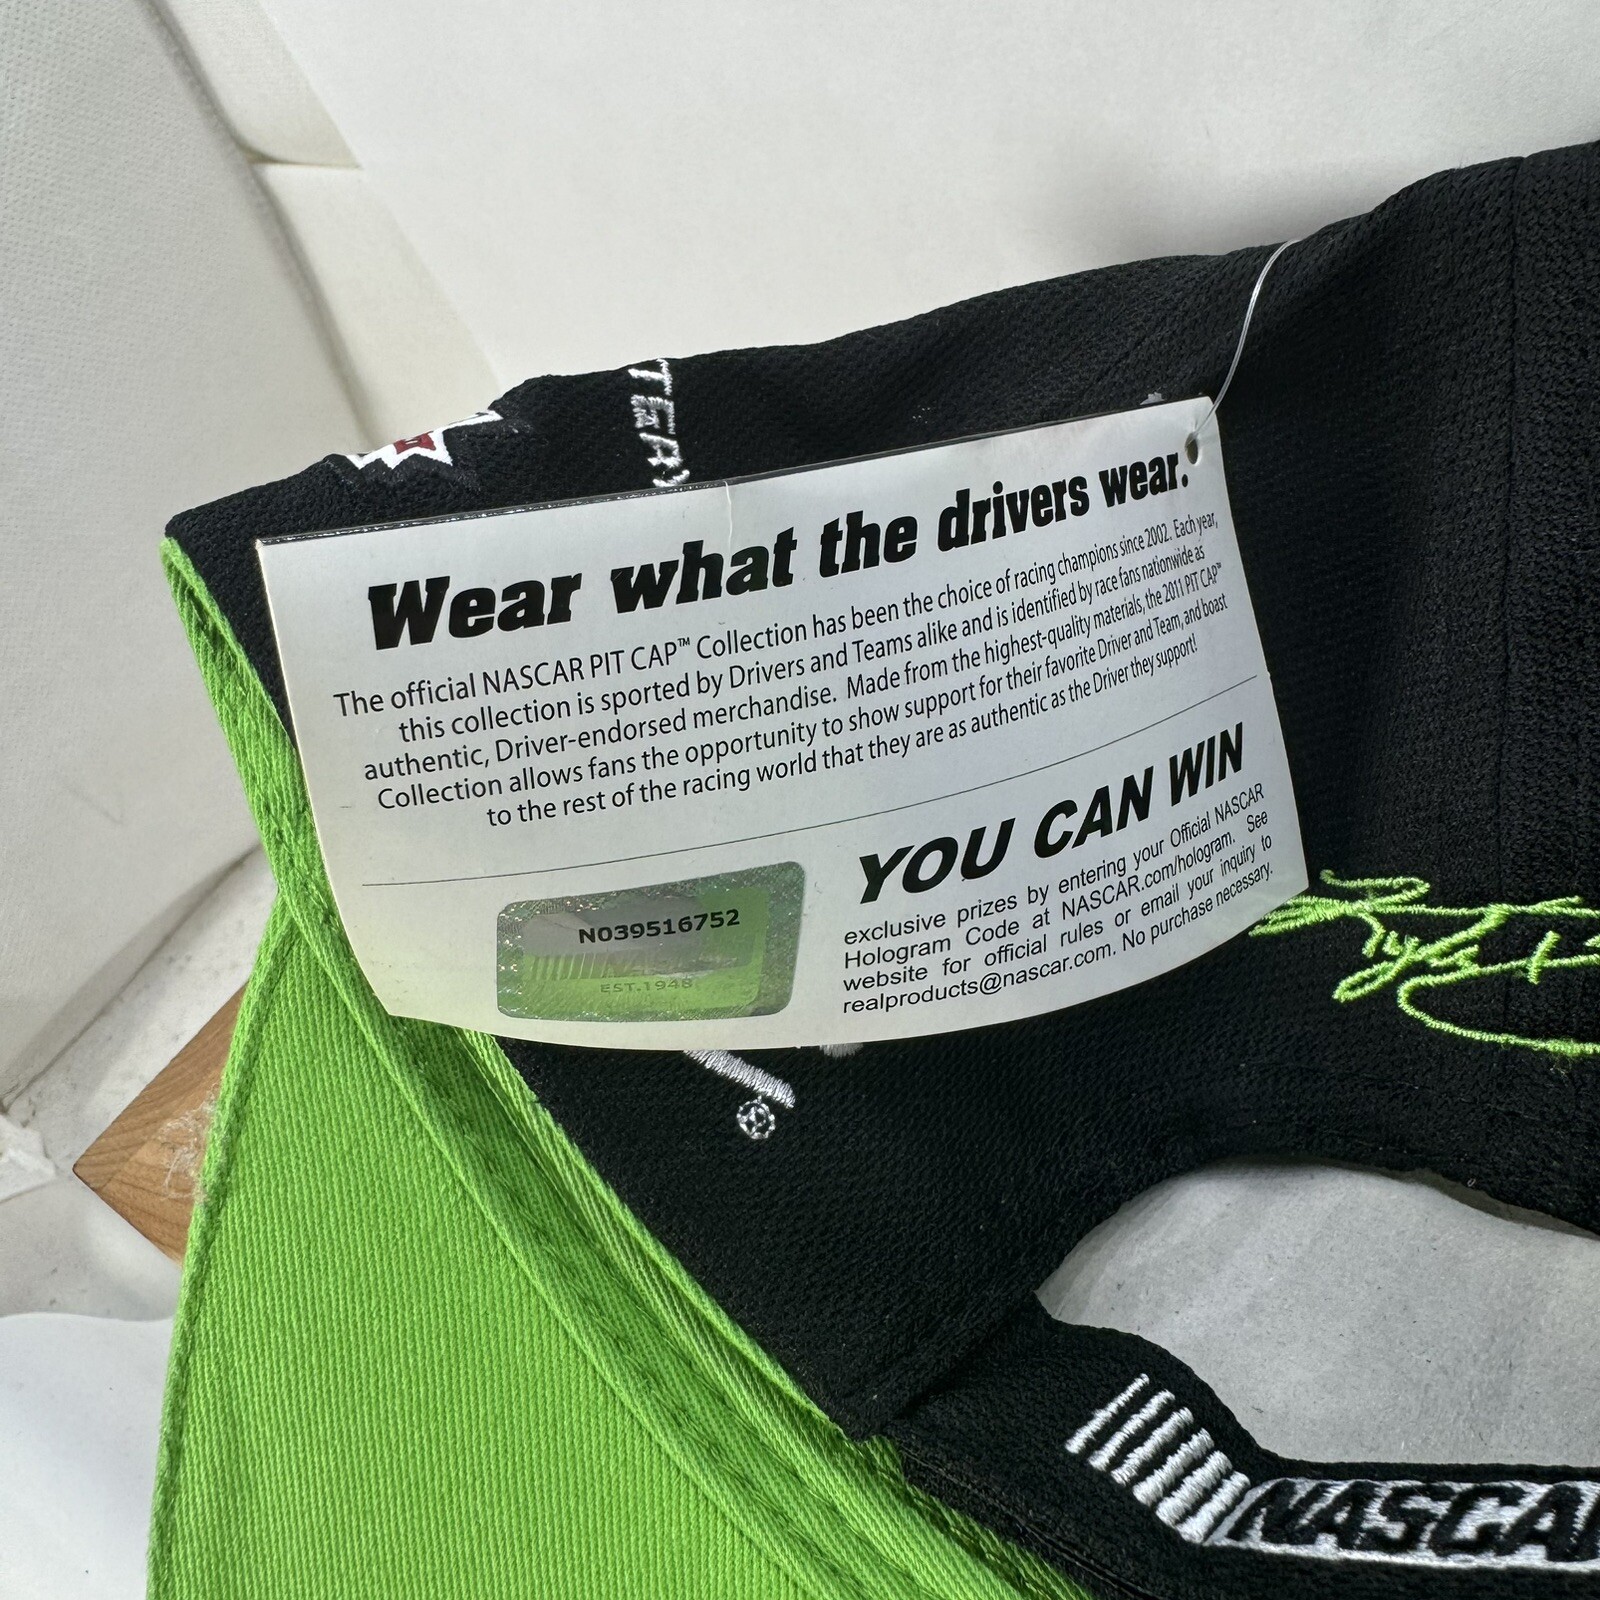 TEA
Wear what the drivers wear.
The official NASCAR PIT CAP™ Collection has been the choice of racing champions since 2002. Each year,
this collection is sported by Drivers and Teams alike and is identified by race fans nationwide as
authentic, Driver-endorsed merchandise. Made from the highest-quality materials, the 2011 PIT CAP™
Collection allows fans the opportunity to show support for their favorite Driver and Team, and boast
to the rest of the racing world that they are as authentic as the Driver they support!
YOU CAN WIN
exclusive prizes by entering your Official NASCAR
Hologram Code at NASCAR.com/hologram. See
website for official rules or email your inquiry to
realproducts@nascar.com. No purchase necessary.
N039516752
NASCAR
EST.1948
NASCA